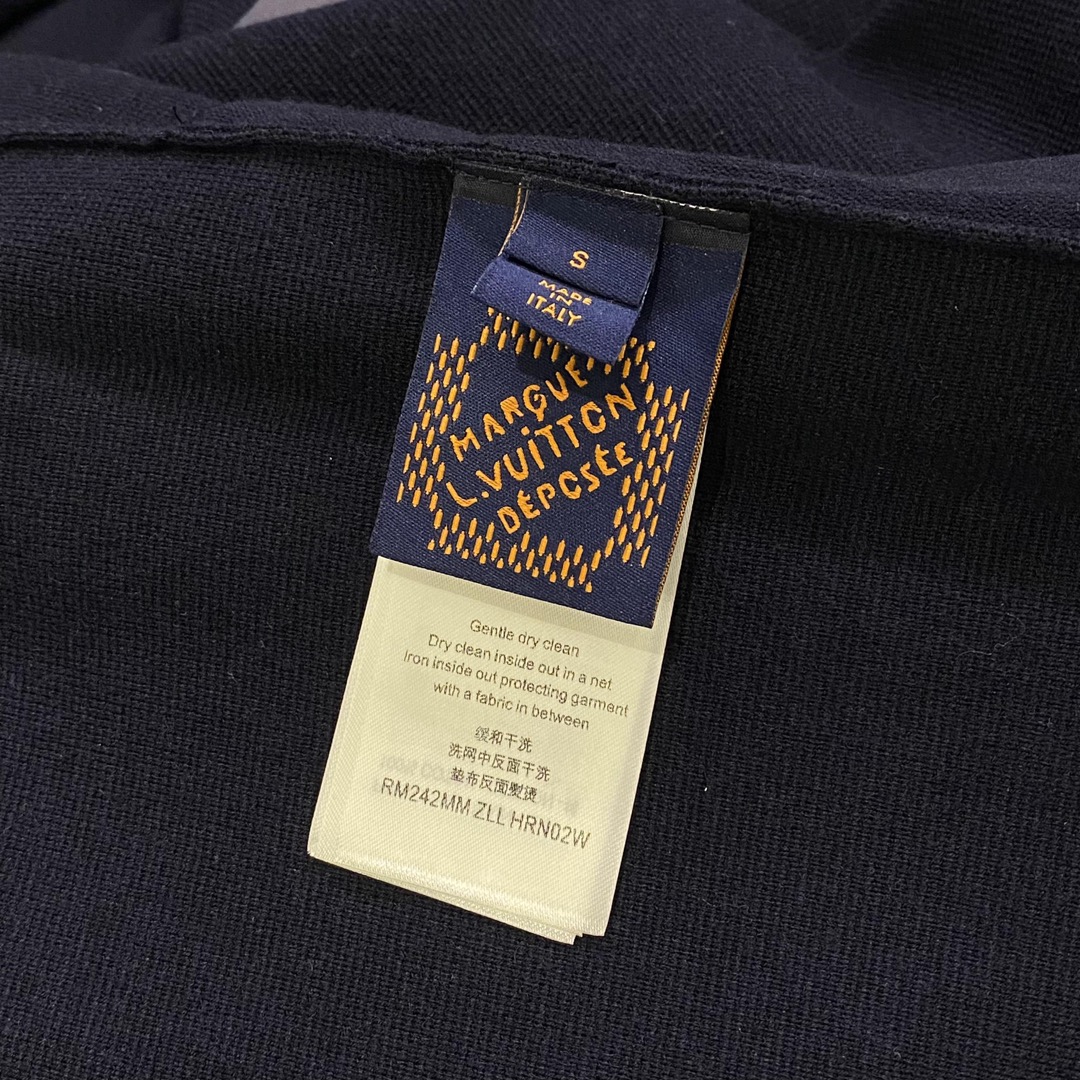 S
MADE
IN
ITALY
MARQUE
L.VUiTTON
DÉPOSÉE
Gentle dry clean
Dry clean inside out in a net
Iron inside out protecting garment
with a fabric in between
缓和干洗
洗网中反面干洗
垫布反面熨烫
RM242MM ZLL HRN02W